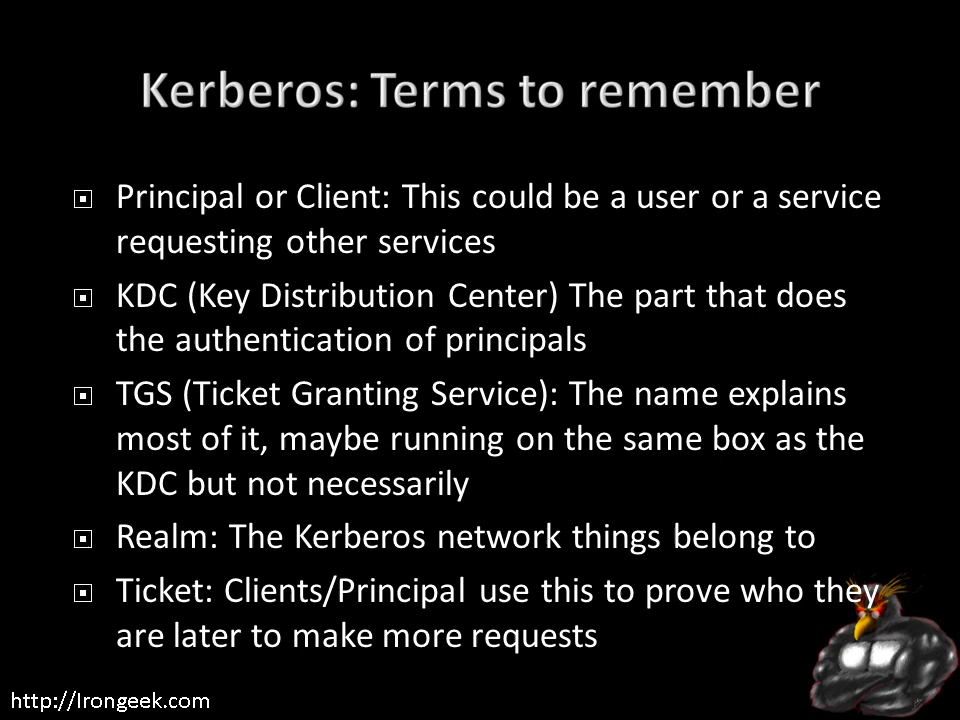 Kerberos: Terms to remember
Principal or Client: This could be a user or a service
requesting other services
KDC (Key Distribution Center) The part that does
the authentication of principals
TGS (Ticket Granting Service): The name explains
most of it, maybe running on the same box as the
KDC but not necessarily
Realm: The Kerberos network things belong to
Ticket: Clients/Principal use this to prove who they
are later to make more requests
http://Irongeek.com